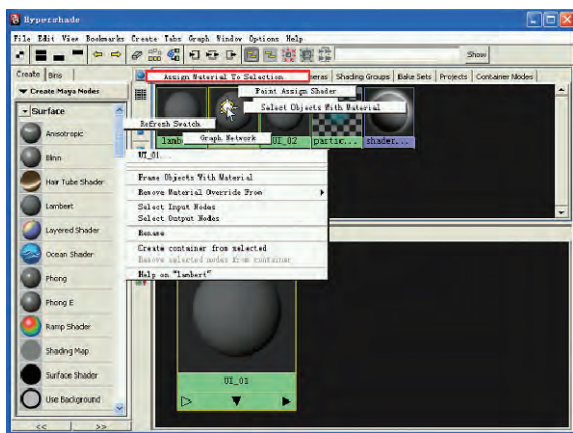 Hypershade
File Edit View Bookmarks Create Tabs Graph Window Options Help
Show
Create Bins
Assign Material To Selection
meras Shading Groups Bake Sets Projects Container Nodes
Create Maya Nodes
Paint Assign Shader
Surface
Select Objects With Material
Refresh Swatch
Anisotropic
Graph Network
lamb
UI_02 partic... shader...
Blinn
UI_01...
Hair Tube Shader
Frame Objects With Material
Remove Material Override From
Lambert
Select Input Nodes
Select Output Nodes
Layered Shader
Rename
Ocean Shader
Create container from selected
Remove selected nodes from container
Phong
Help on "lambert"
Phong E
Ramp Shader
Shading Map
Surface Shader
UI_01
Use Background
<< >>